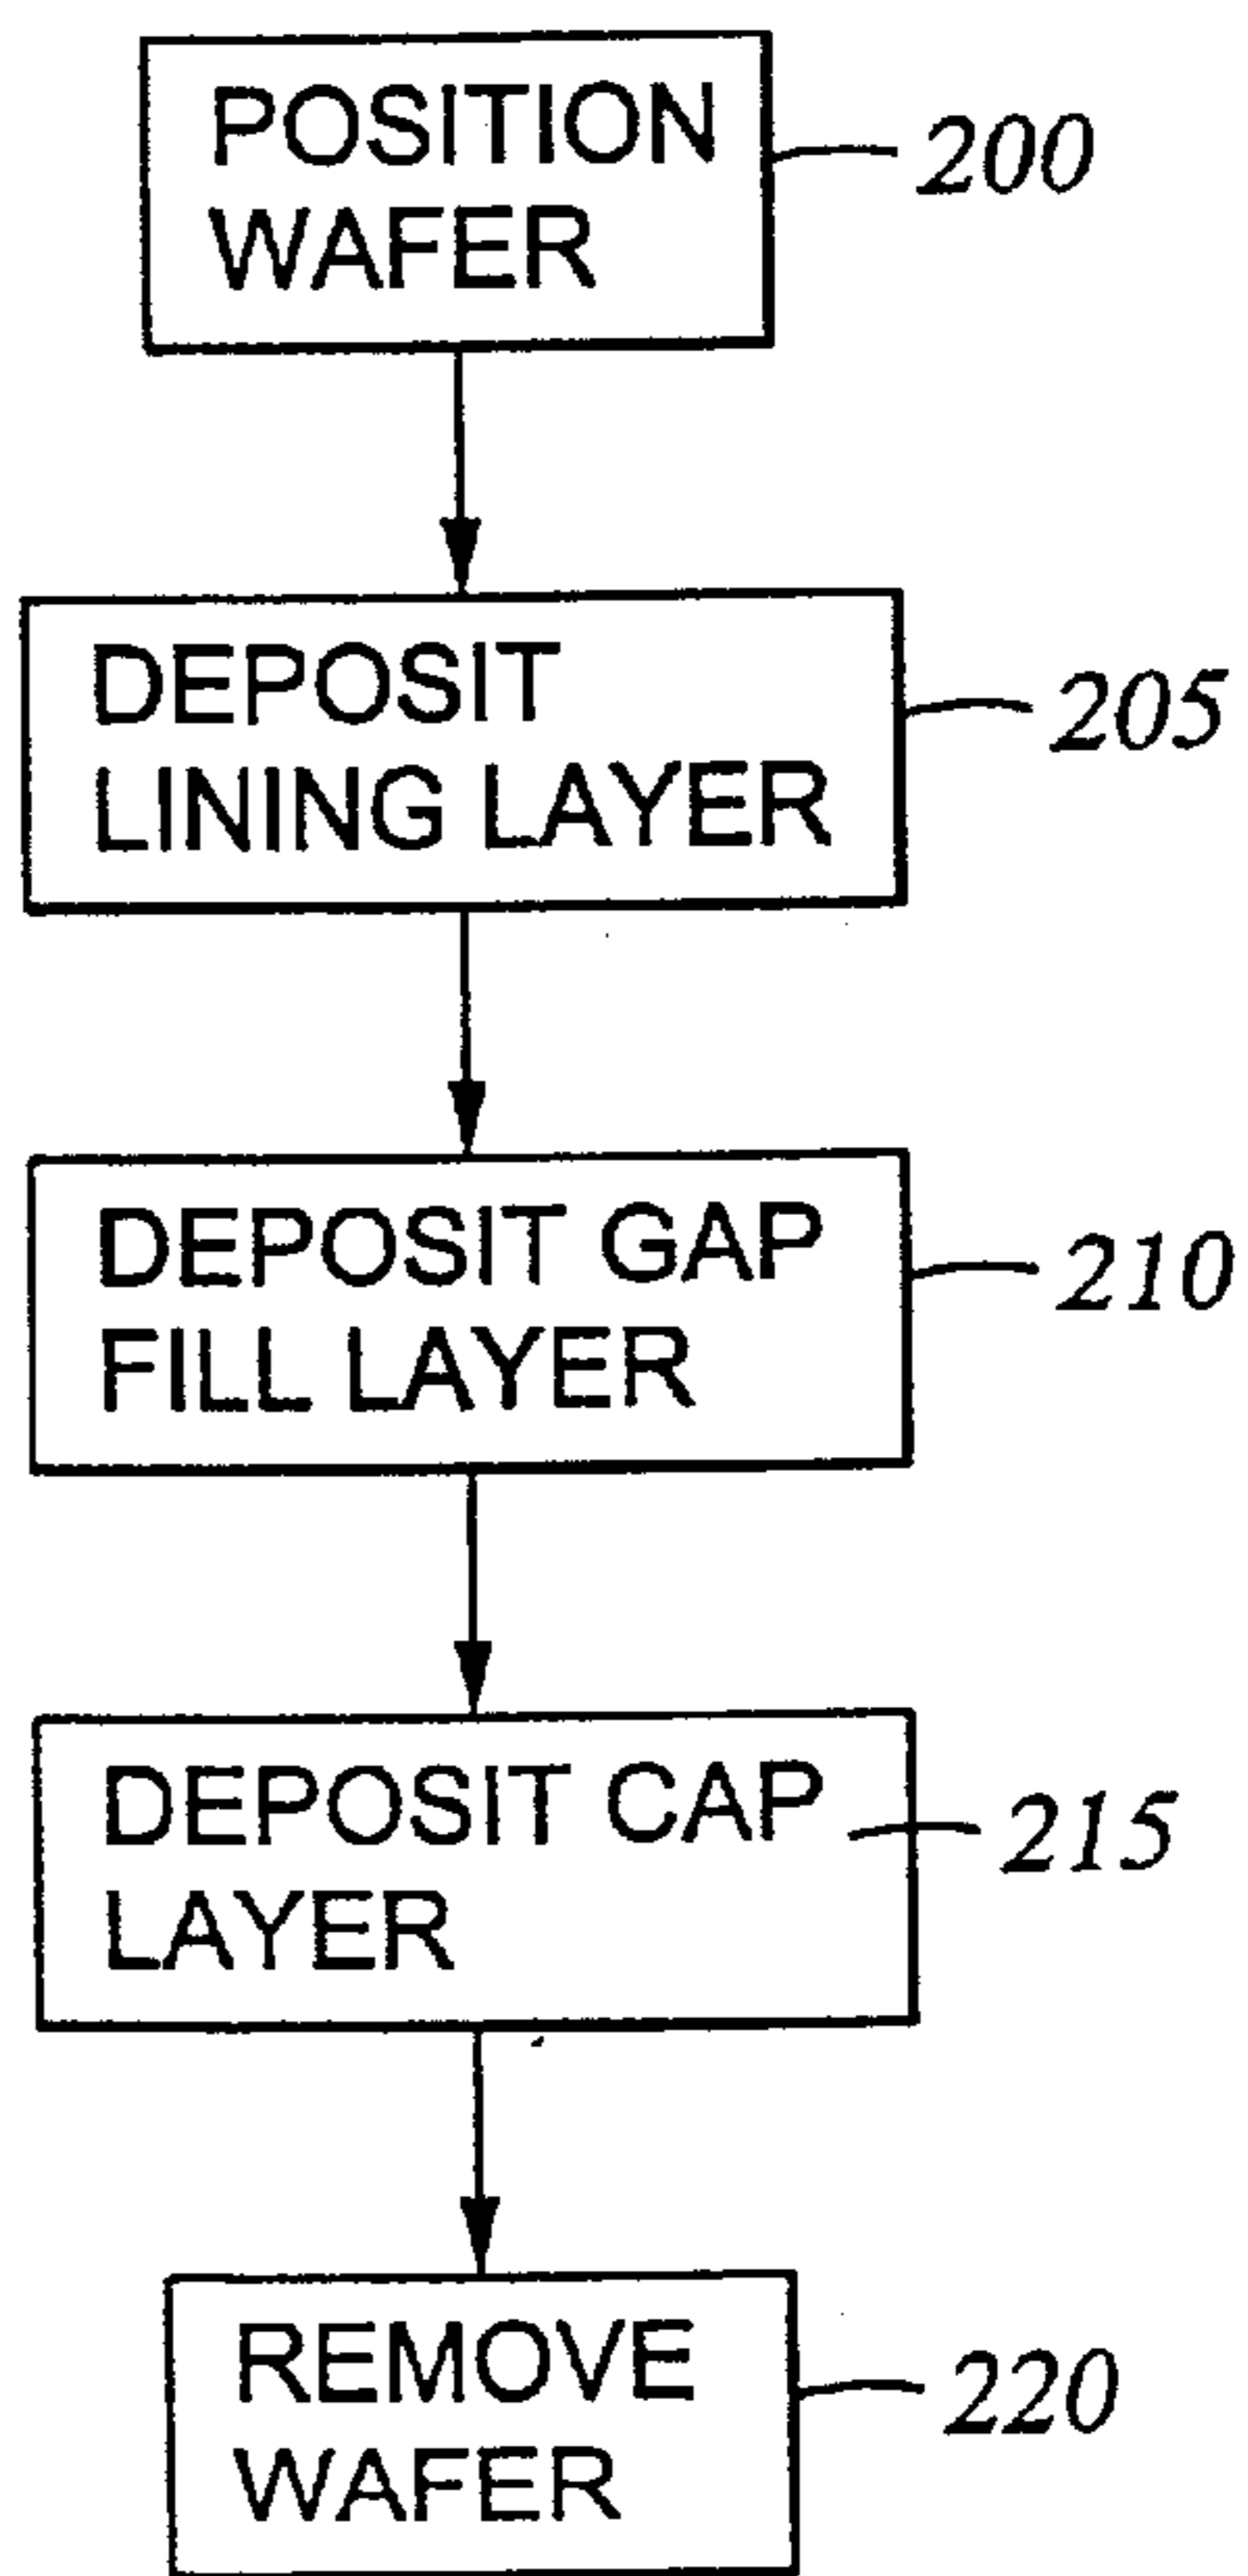 POSITION
WAFER
200
DEPOSIT
LINING LAYER
205
DEPOSIT GAP
FILL LAYER
210
DEPOSIT CAP
LAYER
215
REMOVE
WAFER
220